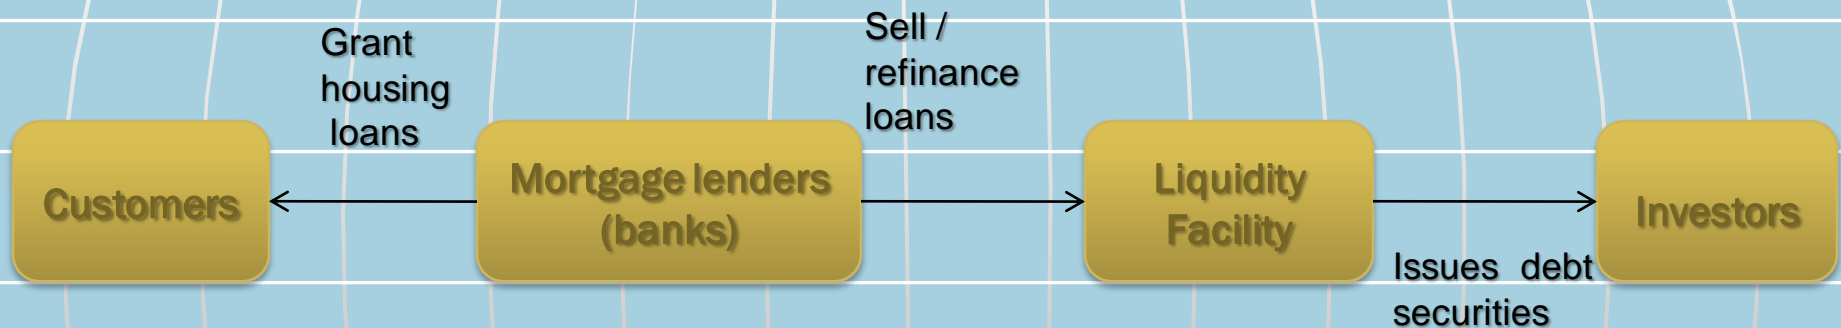 Grant
housing
loans
Sell /
refinance
loans
Customers
Mortgage lenders
(banks)
Liquidity
Facility
Investors
Issues debt
securities